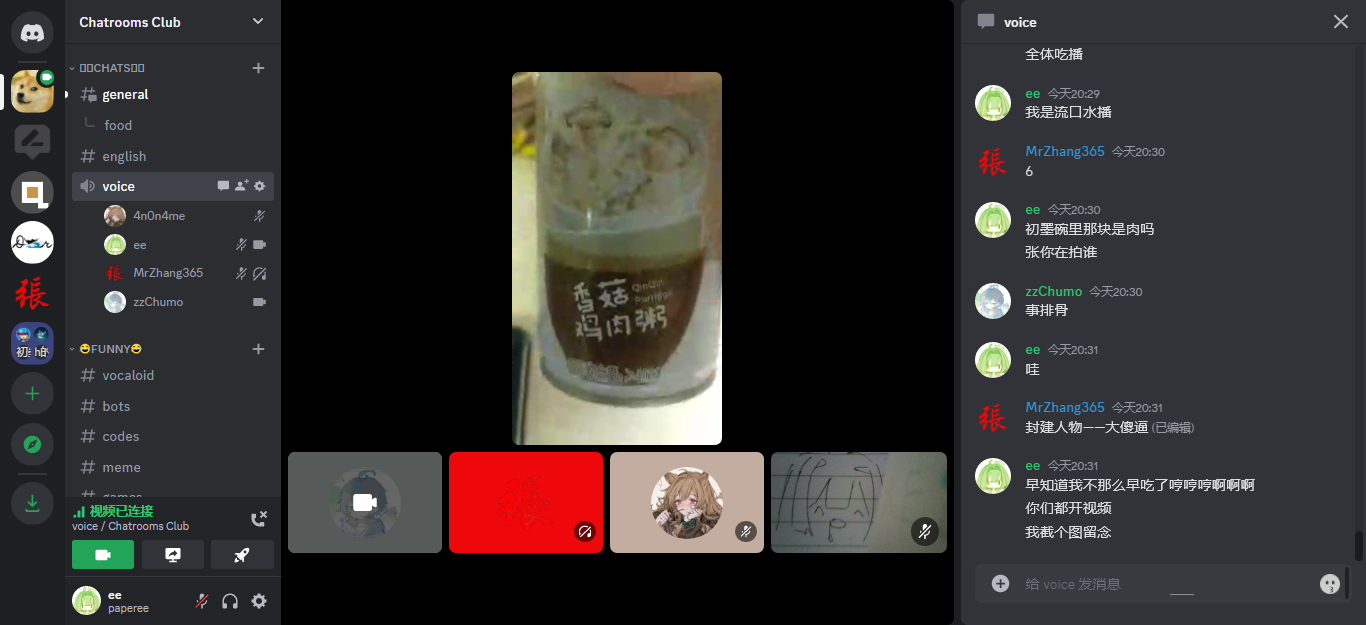 Chatrooms Club
CHATS
general
food
english
voice
4n0n4me
ee
MrZhang365
zzChumo
FUNNY
vocaloid
bots
codes
meme
games
视频已连接
voice / Chatrooms Club
ee
paperee
張
香菇
QinQin
Porridge
鸡肉粥
張
voice
全体吃播
ee 今天20:29
我是流口水播
MrZhang365 今天20:30
6
ee 今天20:30
初墨碗里那块是肉吗
张你在拍谁
zzChumo 今天20:30
事排骨
ee 今天20:31
哇
MrZhang365 今天20:31
封建人物——大傻逼 (已编辑)
ee 今天20:31
早知道我不那么早吃了哼哼哼啊啊啊
你们都开视频
我截个图留念
给 voice 发消息